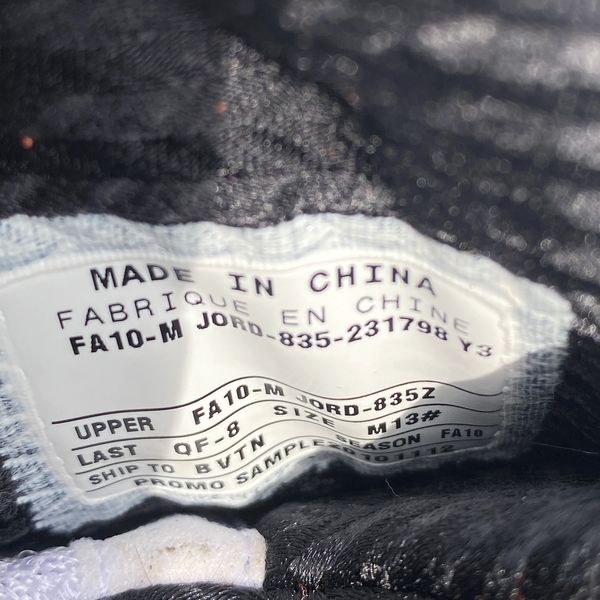 MADE IN CHINA
FABRIQUE EN CHINE
FA10-M JORD-835-231798 Y3
UPPER FA10-M JORD-835Z
LAST QF-8 SIZE M13#
SHIP TO BVTN SEASON FA10
PROMO SAMPLE20101112